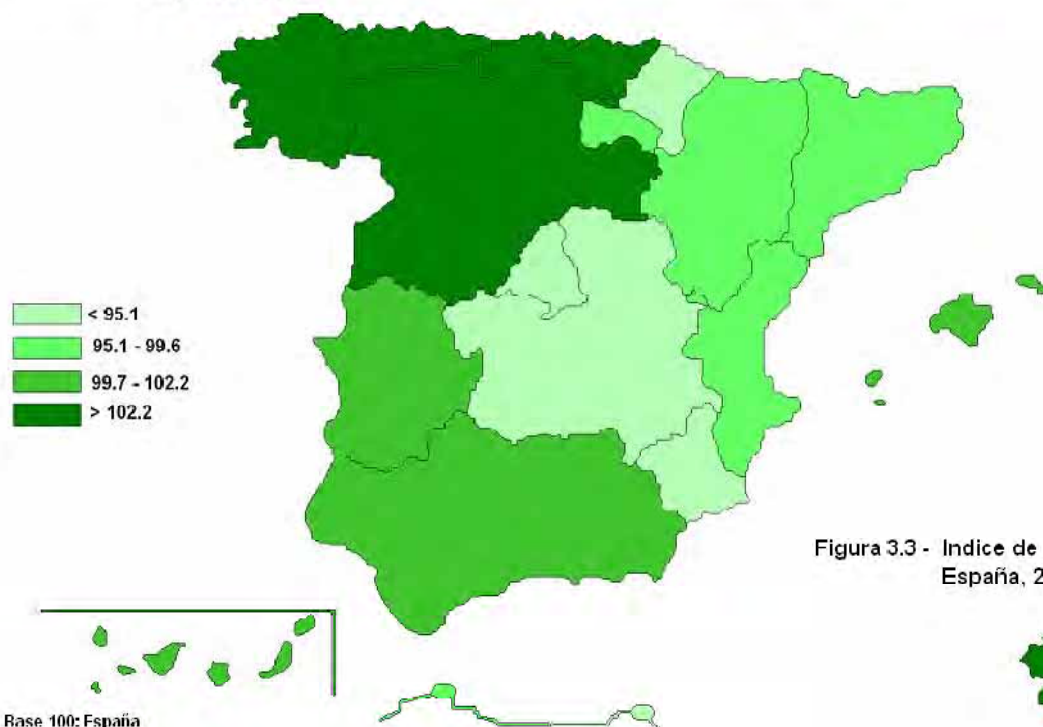 < 95.1
95.1 - 99.6
99.7 - 102.2
> 102.2
Figura 3.3 - Indice de
España, 2
Base 100: España